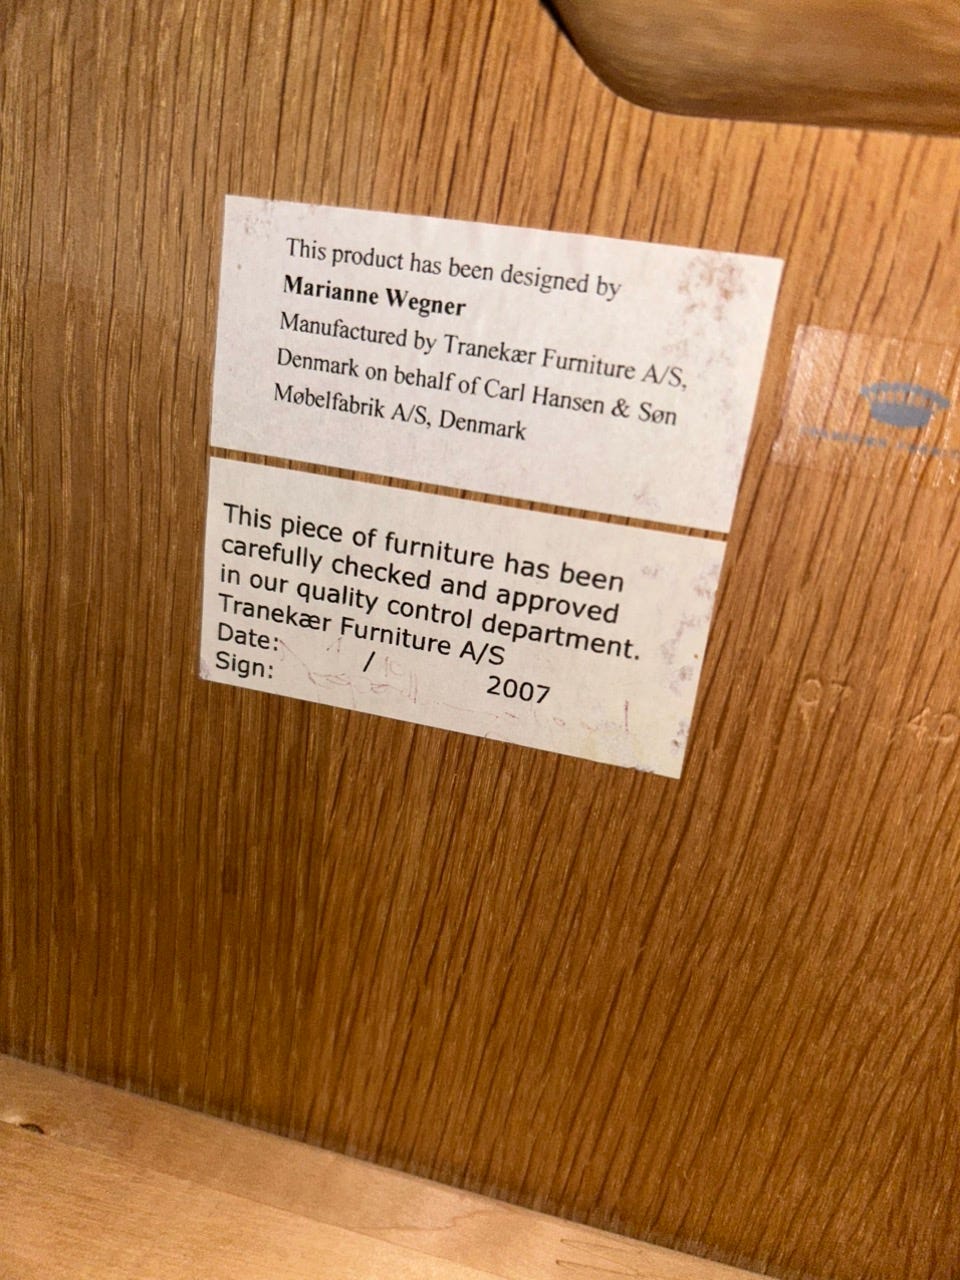 This product has been designed by
Marianne Wegner
Manufactured by Tranekær Furniture A/S,
Denmark on behalf of Carl Hansen & Søn
Møbelfabrik A/S, Denmark
This piece of furniture has been
carefully checked and approved
in our quality control department.
Tranekær Furniture A/S
Date: / 2007
Sign:
07 40